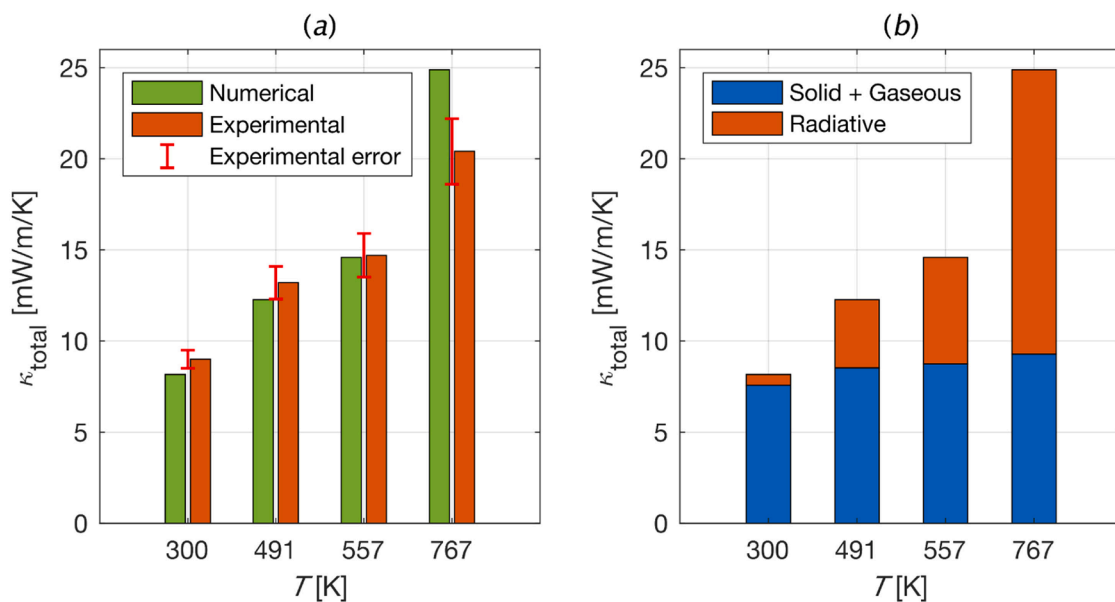 (a)
κtotal [mW/m/K]
25
20
15
10
5
0
Numerical
Experimental
Experimental error
300 491 557 767
T [K]
(b)
κtotal [mW/m/K]
25
20
15
10
5
0
Solid + Gaseous
Radiative
300 491 557 767
T [K]